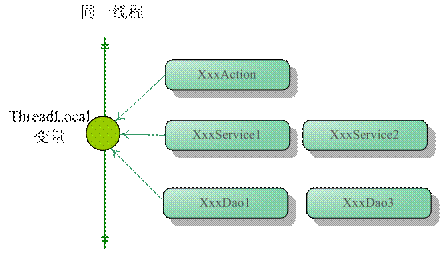 同一线程
XxxAction
ThreadLocal
变量
XxxService1
XxxService2
XxxDao1
XxxDao3